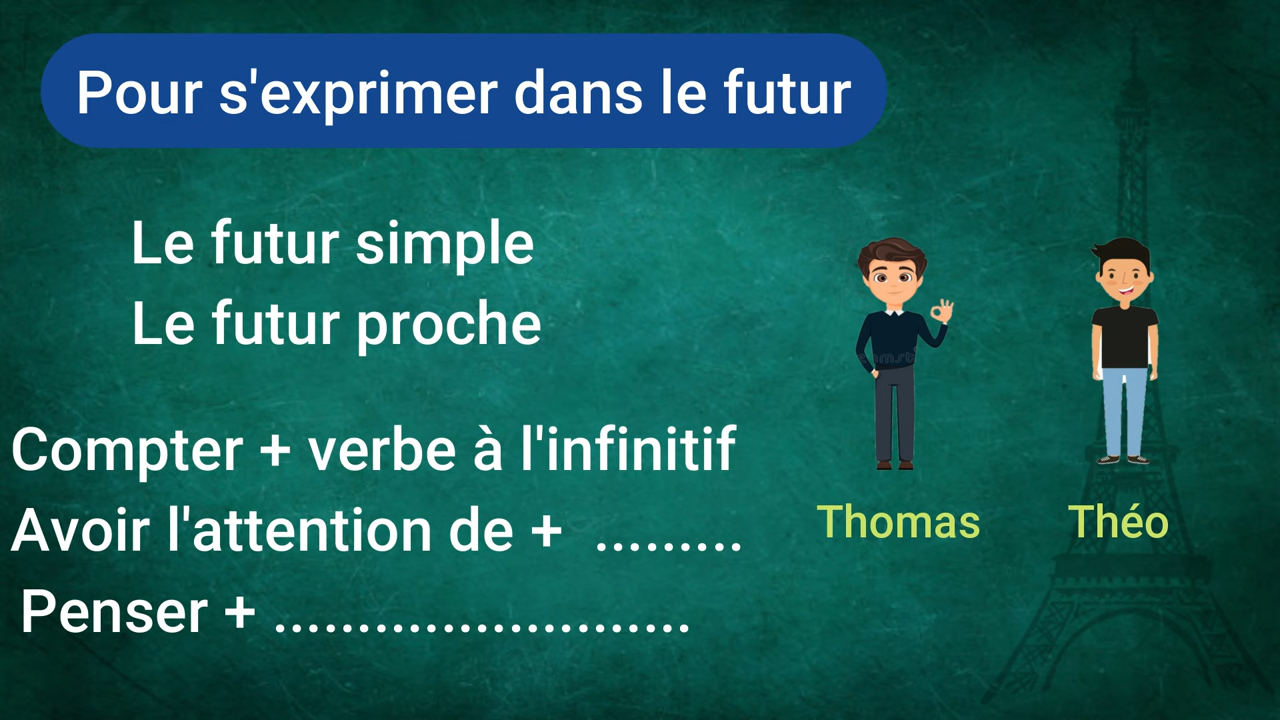 Pour s'exprimer dans le futur
Le futur simple
Le futur proche
Compter + verbe à l'infinitif
Avoir l'attention de + .........
Penser + .........................
Thomas
Théo